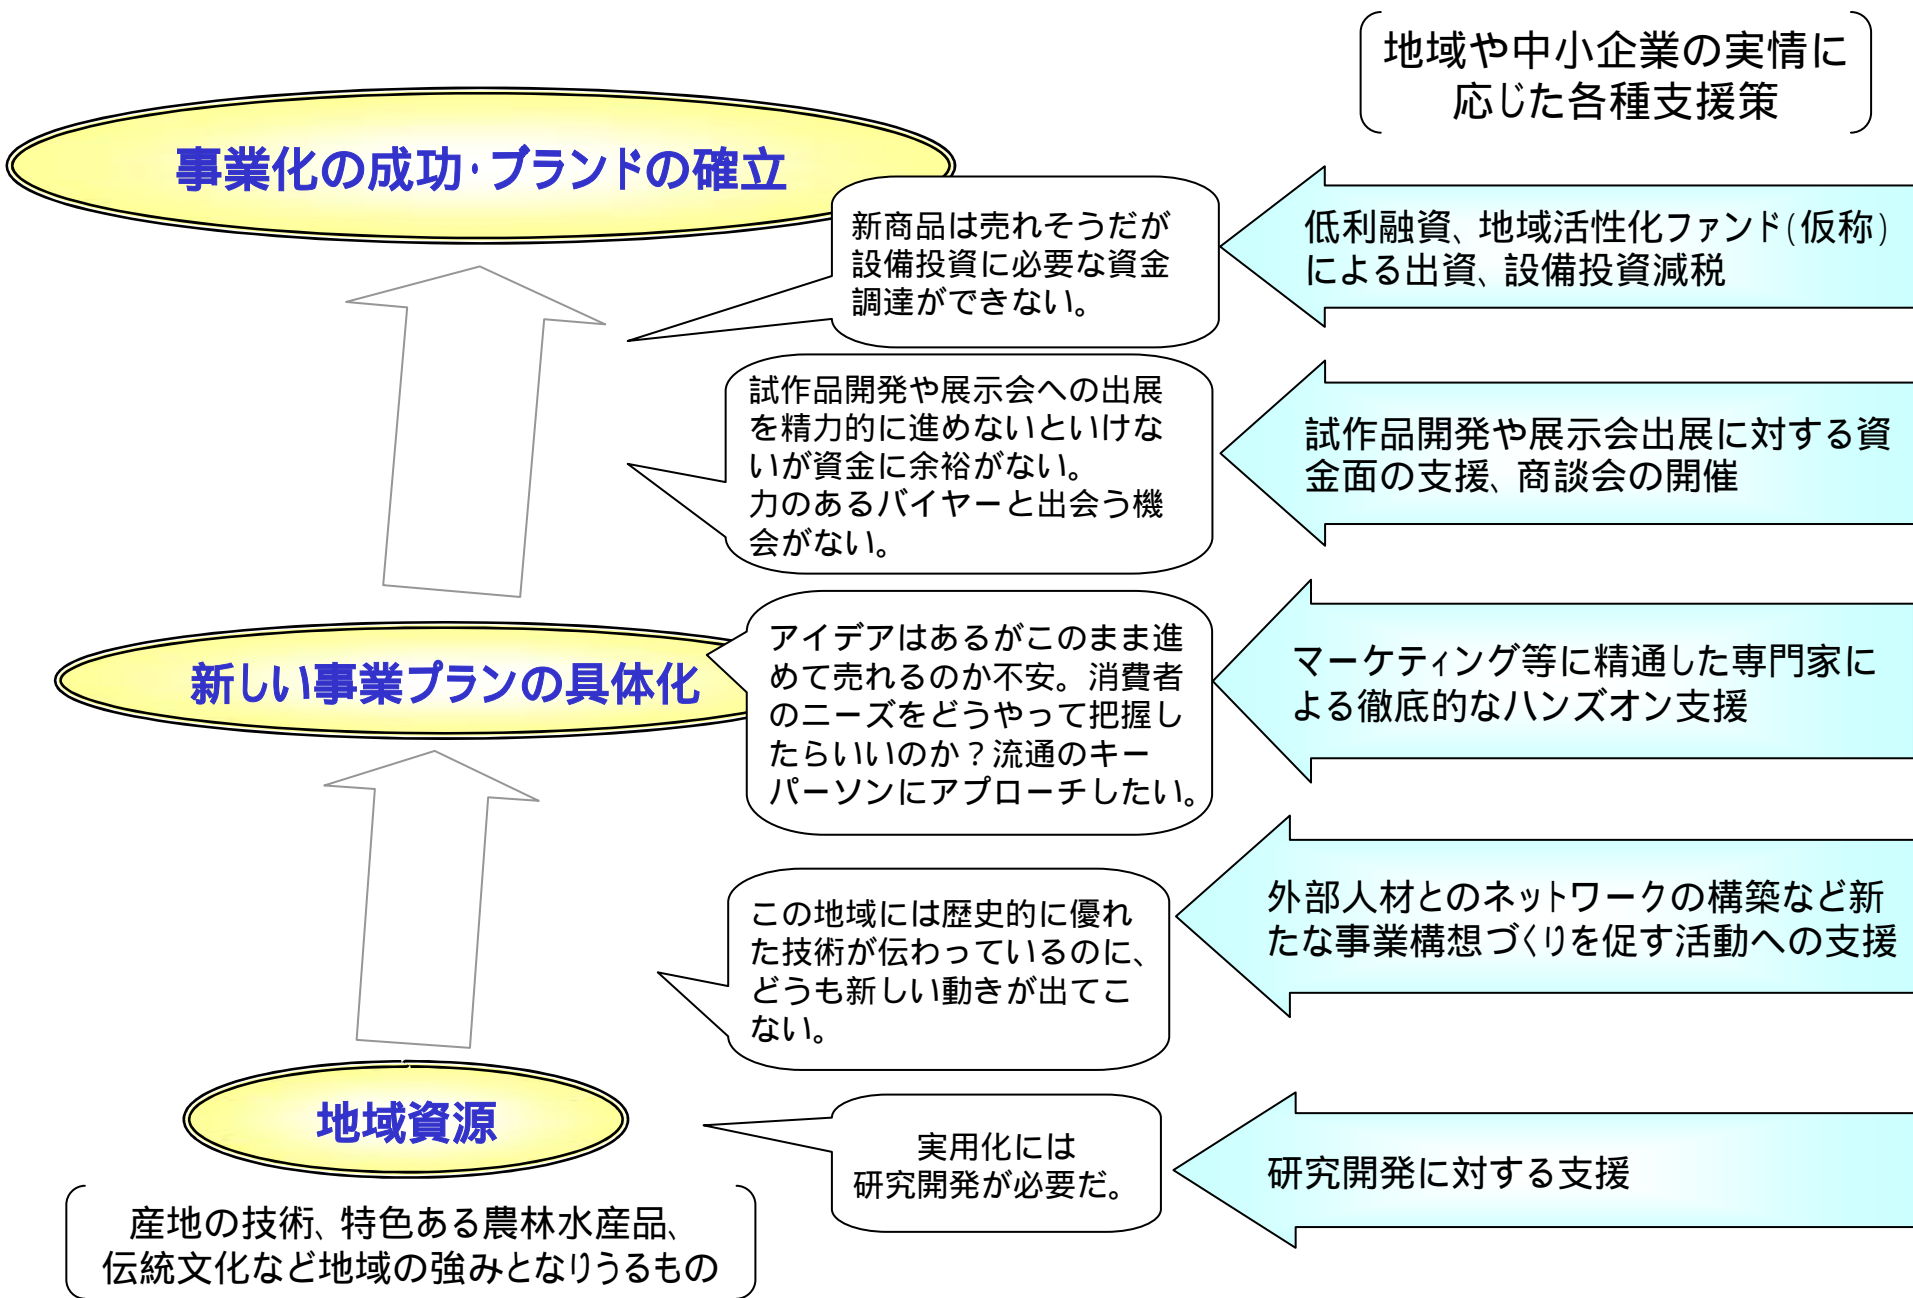 地域や中小企業の実情に
応じた各種支援策
事業化の成功・ブランドの確立
新商品は売れそうだが
設備投資に必要な資金
調達ができない。
低利融資、地域活性化ファンド(仮称)
による出資、設備投資減税
試作品開発や展示会への出展
を精力的に進めないといけな
いが資金に余裕がない。
力のあるバイヤーと出会う機
会がない。
試作品開発や展示会出展に対する資
金面の支援、商談会の開催
新しい事業プランの具体化
アイデアはあるがこのまま進
めて売れるのか不安。消費者
のニーズをどうやって把握し
たらいいのか？流通のキー
パーソンにアプローチしたい。
マーケティング等に精通した専門家に
よる徹底的なハンズオン支援
この地域には歴史的に優れ
た技術が伝わっているのに、
どうも新しい動きが出てこ
ない。
外部人材とのネットワークの構築など新
たな事業構想づくりを促す活動への支援
地域資源
実用化には
研究開発が必要だ。
研究開発に対する支援
産地の技術、特色ある農林水産品、
伝統文化など地域の強みとなりうるもの